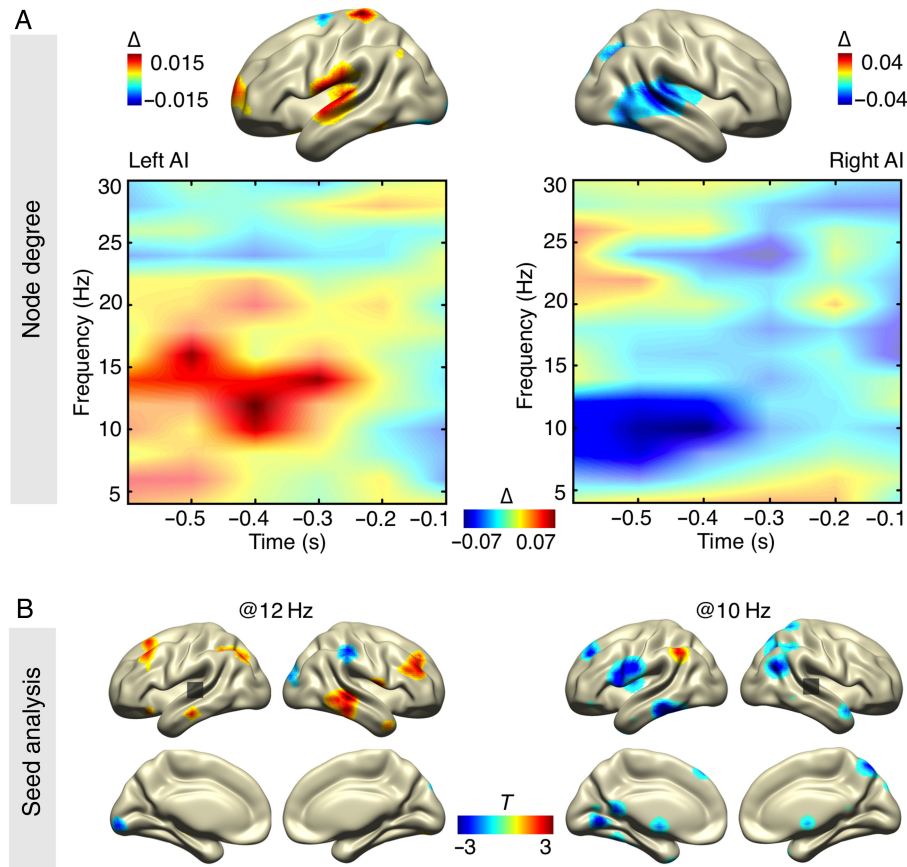 A
Node degree
Δ
0.015
−0.015
Δ
0.04
−0.04
Left AI
Right AI
30
25
20
15
10
5
Frequency (Hz)
−0.5 −0.4 −0.3 −0.2 −0.1
Time (s)
Δ
−0.07 0.07
30
25
20
15
10
5
Frequency (Hz)
−0.5 −0.4 −0.3 −0.2 −0.1
Time (s)
B
Seed analysis
@12 Hz
@10 Hz
T
−3 3